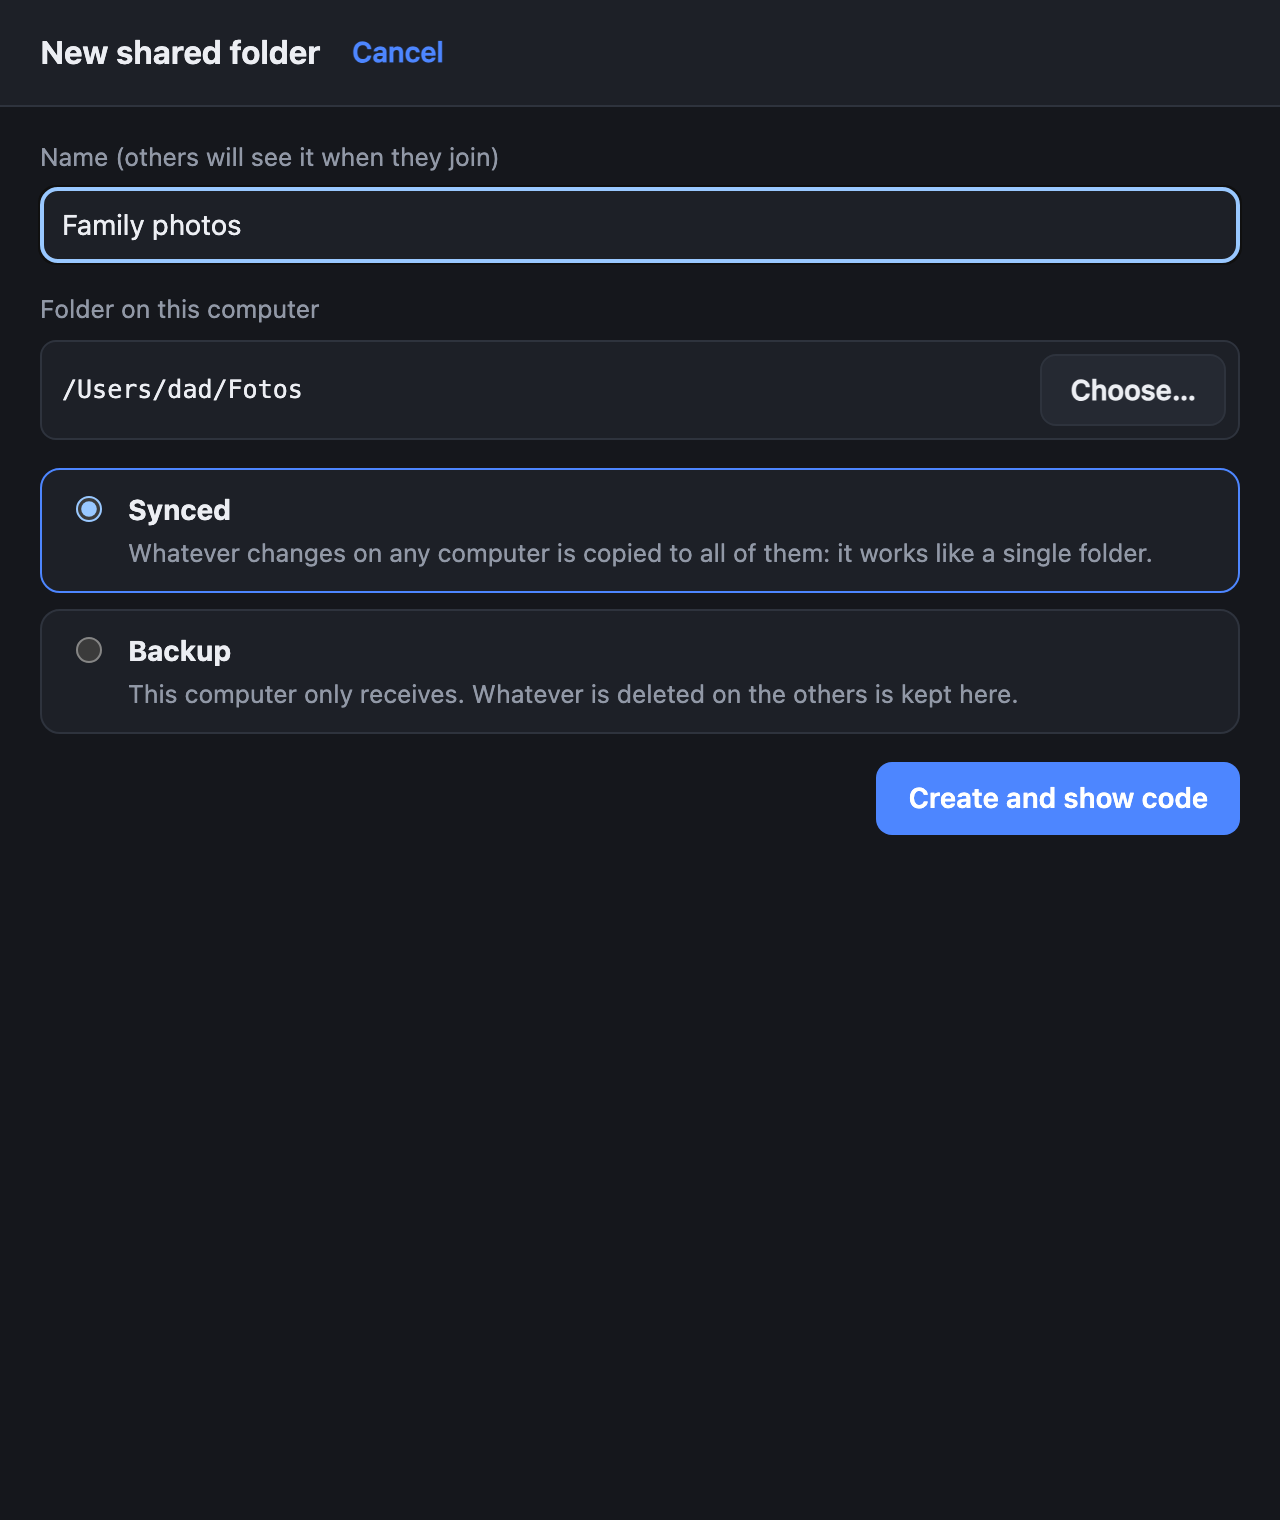 New shared folder Cancel
Name (others will see it when they join)
Family photos
Folder on this computer
/Users/dad/Fotos Choose...
Synced
Whatever changes on any computer is copied to all of them: it works like a single folder.
Backup
This computer only receives. Whatever is deleted on the others is kept here.
Create and show code